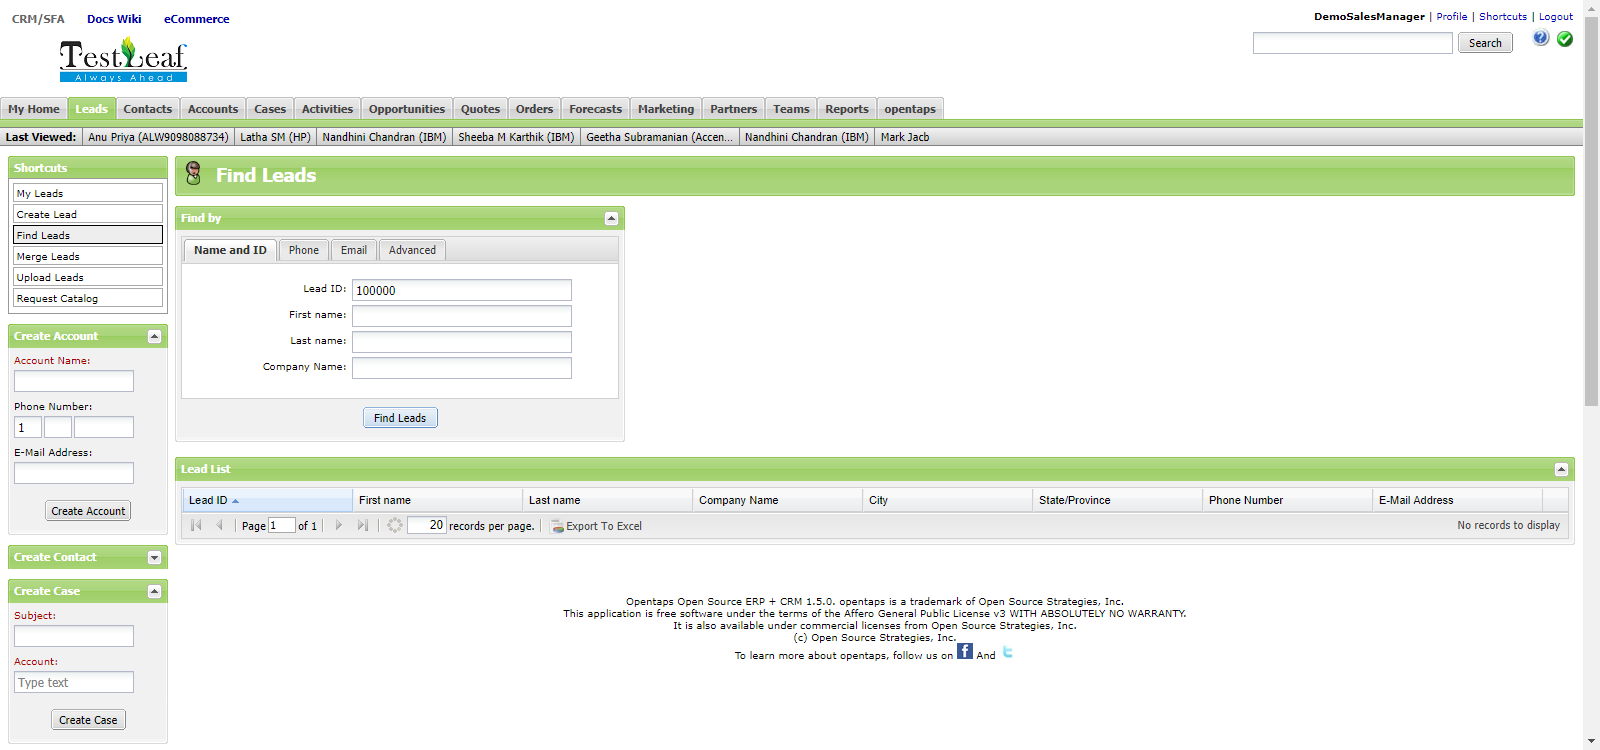 CRM/SFA Docs Wiki eCommerce
DemoSalesManager | Profile | Shortcuts | Logout
Search
TestLeaf
Always Ahead
My Home Leads Contacts Accounts Cases Activities Opportunities Quotes Orders Forecasts Marketing Partners Teams Reports opentaps
Last Viewed: Anu Priya (ALW9098088734) Latha SM (HP) Nandhini Chandran (IBM) Sheeba M Karthik (IBM) Geetha Subramanian (Accen... Nandhini Chandran (IBM) Mark Jacb
Shortcuts
My Leads
Create Lead
Find Leads
Merge Leads
Upload Leads
Request Catalog
Create Account
Account Name:
Phone Number:
1
E-Mail Address:
Create Account
Create Contact
Create Case
Subject:
Account:
Type text
Create Case
Find Leads
Find by
Name and ID Phone Email Advanced
Lead ID: 100000
First name:
Last name:
Company Name:
Find Leads
Lead List
Lead ID First name Last name Company Name City State/Province Phone Number E-Mail Address
Page 1 of 1 20 records per page. Export To Excel No records to display
Opentaps Open Source ERP + CRM 1.5.0. opentaps is a trademark of Open Source Strategies, Inc.
This application is free software under the terms of the Affero General Public License v3 WITH ABSOLUTELY NO WARRANTY.
It is also available under commercial licenses from Open Source Strategies, Inc.
(c) Open Source Strategies, Inc.
To learn more about opentaps, follow us on f And t